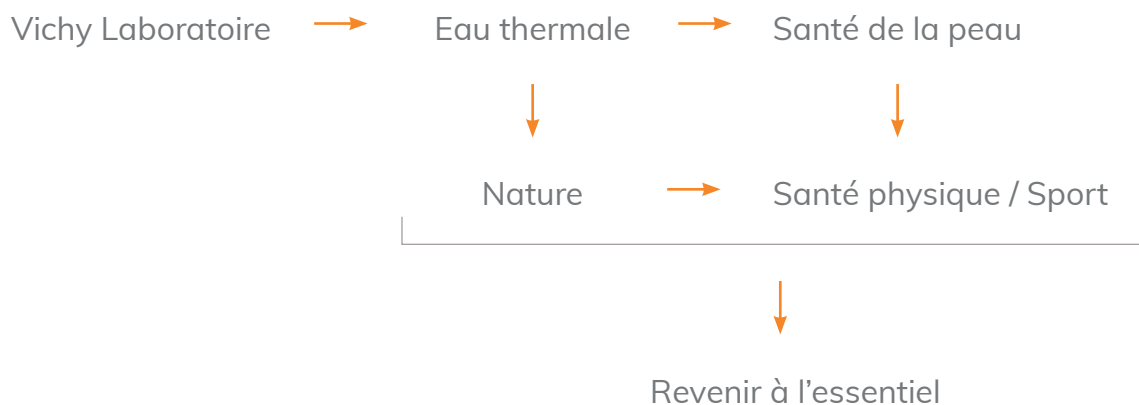 Vichy Laboratoire Eau thermale Santé de la peau
Nature Santé physique / Sport
Revenir à l'essentiel